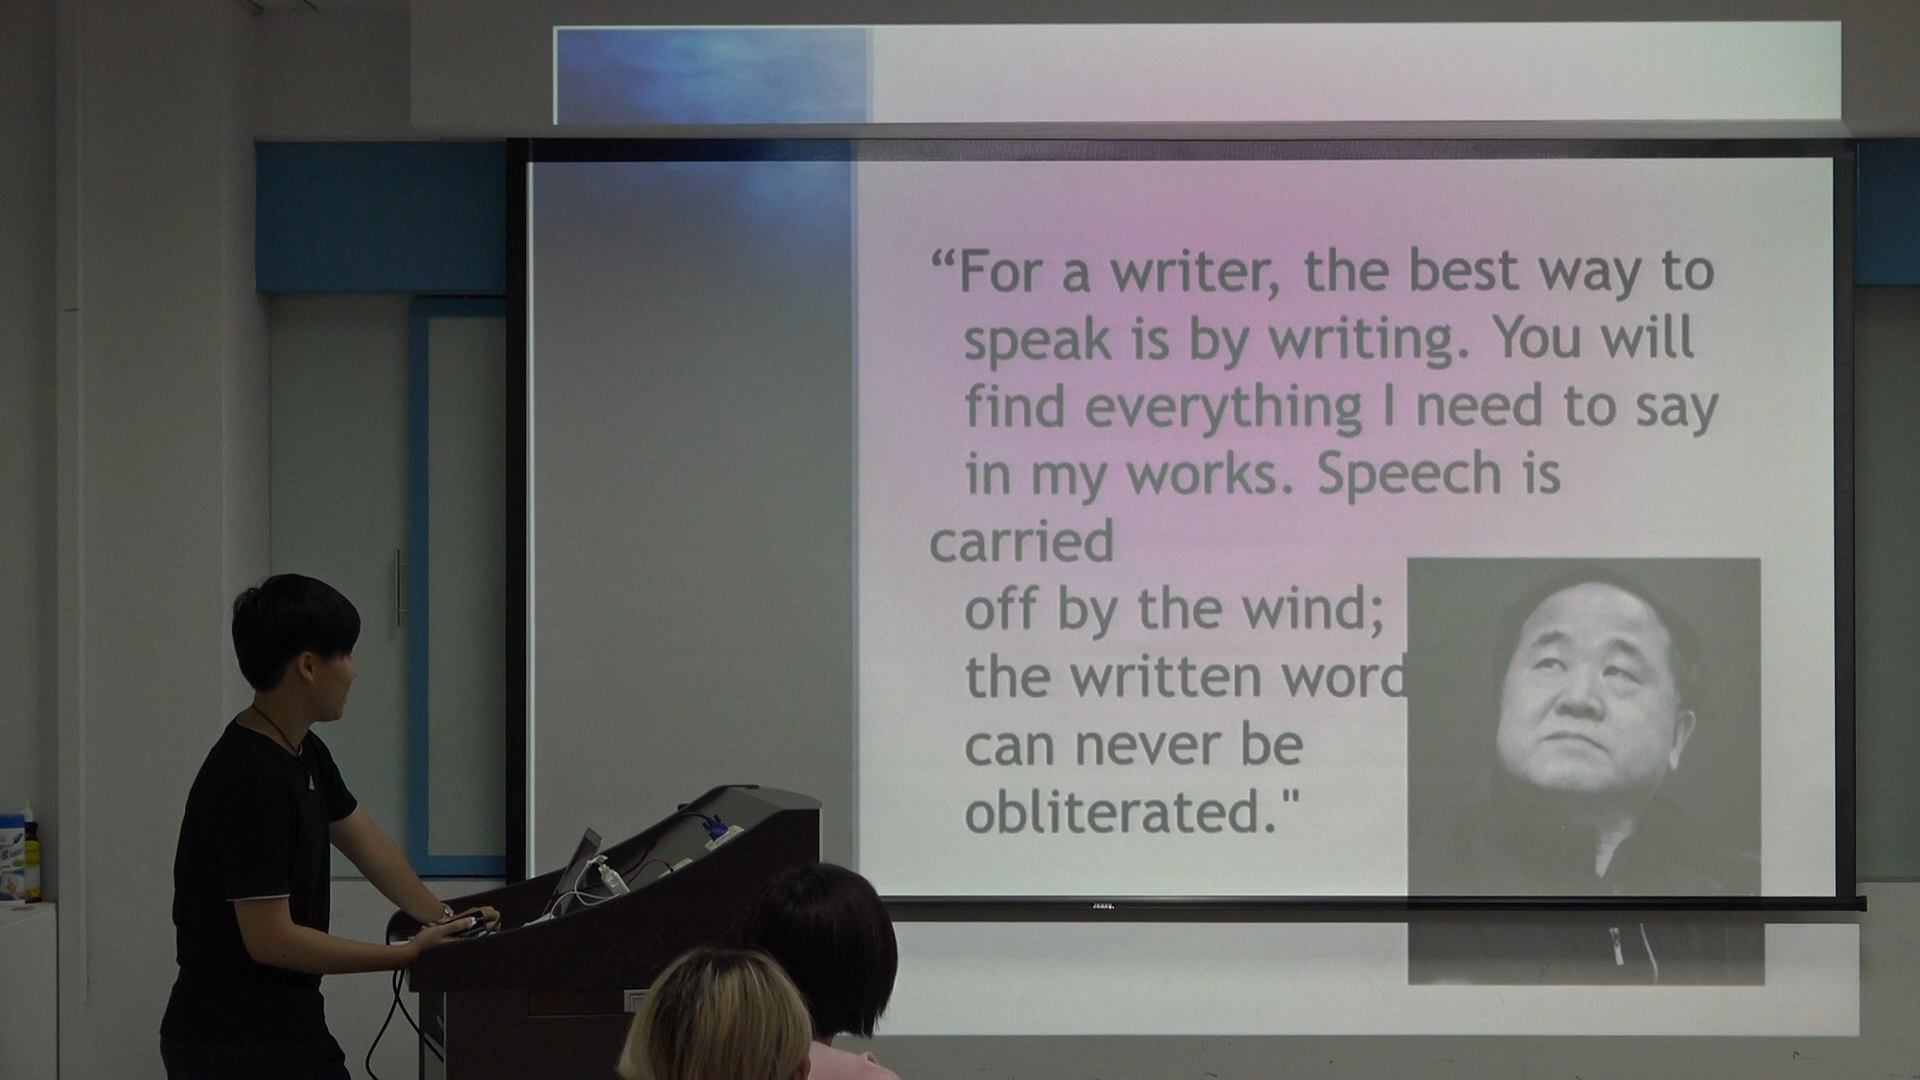 “For a writer, the best way to
speak is by writing. You will
find everything I need to say
in my works. Speech is
carried
off by the wind;
the written word
can never be
obliterated."